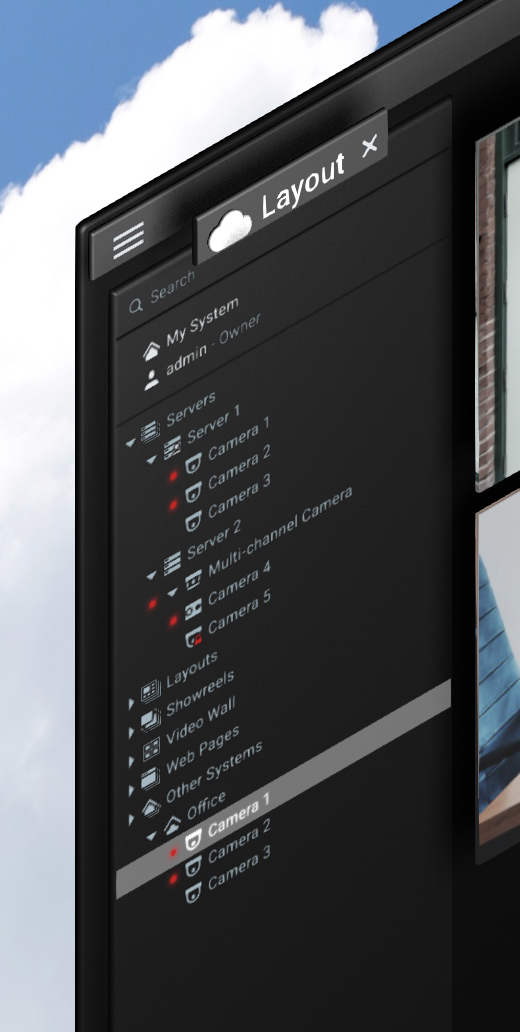 Layout
Search
My System
admin - Owner
Servers
Server 1
Camera 1
Camera 2
Camera 3
Server 2
Multi-channel Camera
Camera 4
Camera 5
Layouts
Showreels
Video Wall
Web Pages
Other Systems
Office
Camera 1
Camera 2
Camera 3